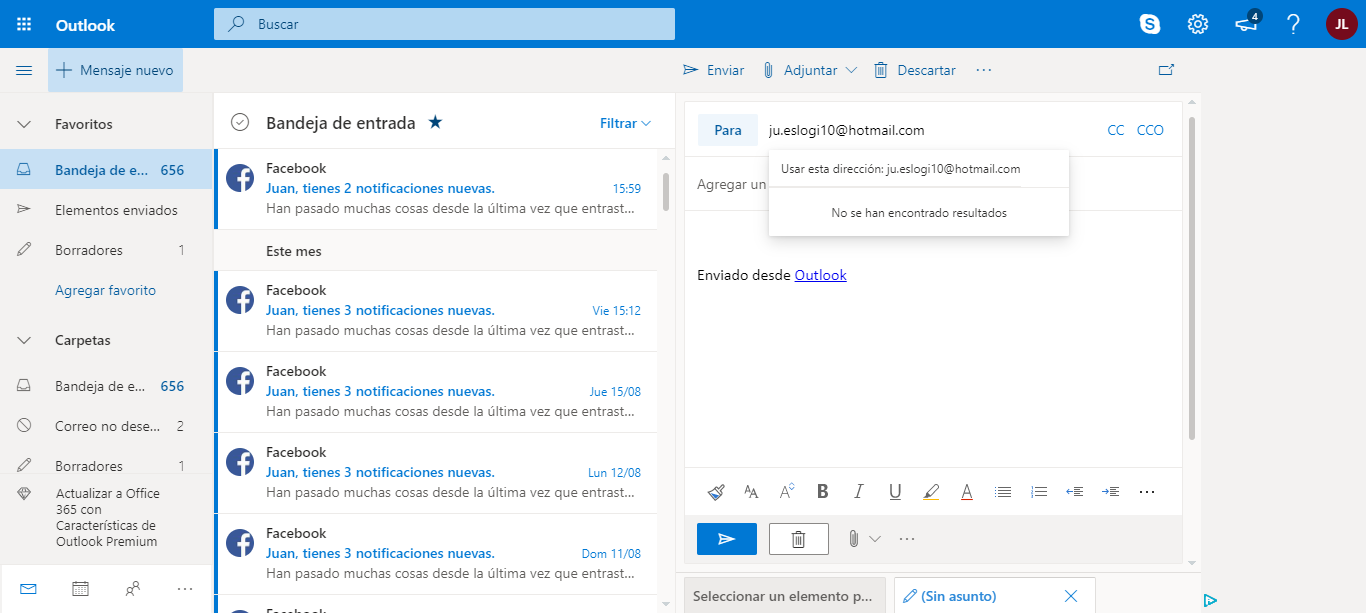 Outlook
Buscar
4
JL
Mensaje nuevo
Enviar
Adjuntar
Descartar
Favoritos
Bandeja de e... 656
Elementos enviados
Borradores 1
Agregar favorito
Carpetas
Bandeja de e... 656
Correo no dese... 2
Borradores 1
Actualizar a Office
365 con
Características de
Outlook Premium
Bandeja de entrada
Filtrar
Facebook
Juan, tienes 2 notificaciones nuevas. 15:59
Han pasado muchas cosas desde la última vez que entrast...
Este mes
Facebook
Juan, tienes 3 notificaciones nuevas. Vie 15:12
Han pasado muchas cosas desde la última vez que entrast...
Facebook
Juan, tienes 3 notificaciones nuevas. Jue 15/08
Han pasado muchas cosas desde la última vez que entrast...
Facebook
Juan, tienes 3 notificaciones nuevas. Lun 12/08
Han pasado muchas cosas desde la última vez que entrast...
Facebook
Juan, tienes 3 notificaciones nuevas. Dom 11/08
Han pasado muchas cosas desde la última vez que entrast...
Facebook
Para ju.eslogi10@hotmail.com CC CCO
Usar esta dirección: ju.eslogi10@hotmail.com
Agregar un
No se han encontrado resultados
Enviado desde Outlook
Seleccionar un elemento p...
(Sin asunto)